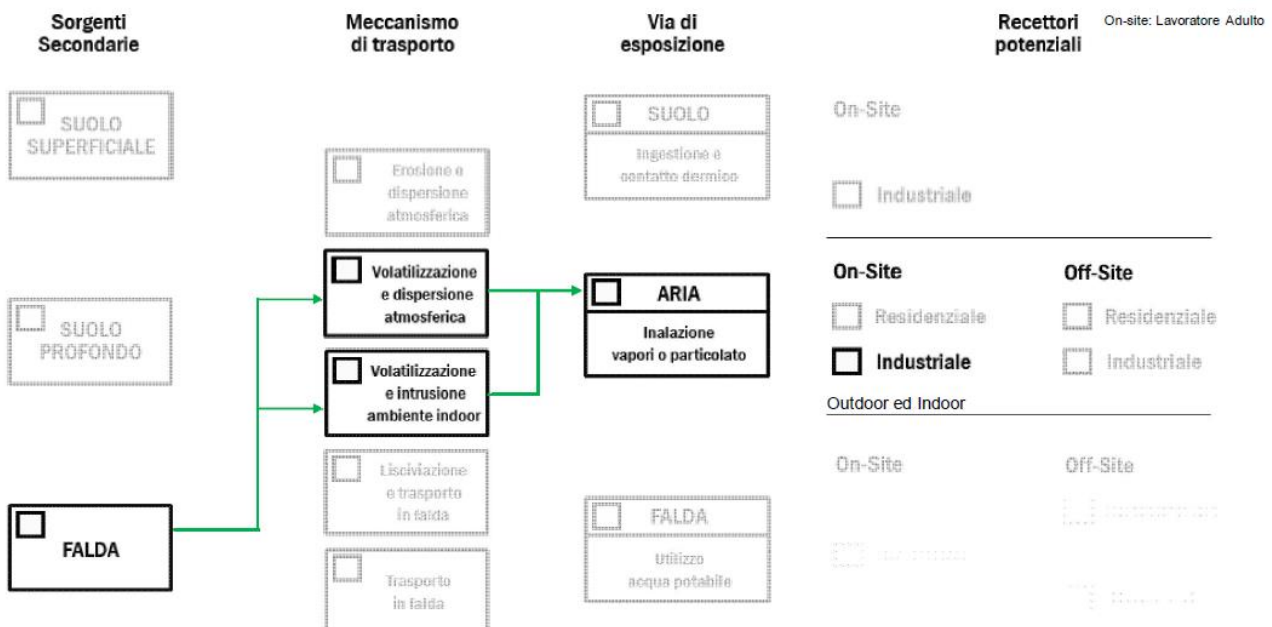 Sorgenti
Secondarie
Meccanismo
di trasporto
Via di
esposizione
Recettori
potenziali
On-site: Lavoratore Adulto
SUOLO
SUPERFICIALE
SUOLO
PROFONDO
FALDA
Erosione e
dispersione
atmosferica
Volatilizzazione
e dispersione
atmosferica
Volatilizzazione
e intrusione
ambiente indoor
Lisciviazione
e trasporto
in falda
Trasporto
in falda
SUOLO
Ingestione e
contatto dermico
ARIA
Inalazione
vapori o particolato
FALDA
Utilizzo
acqua potabile
On-Site
Industriale
On-Site
Off-Site
Residenziale
Residenziale
Industriale
Industriale
Outdoor ed Indoor
On-Site
Off-Site